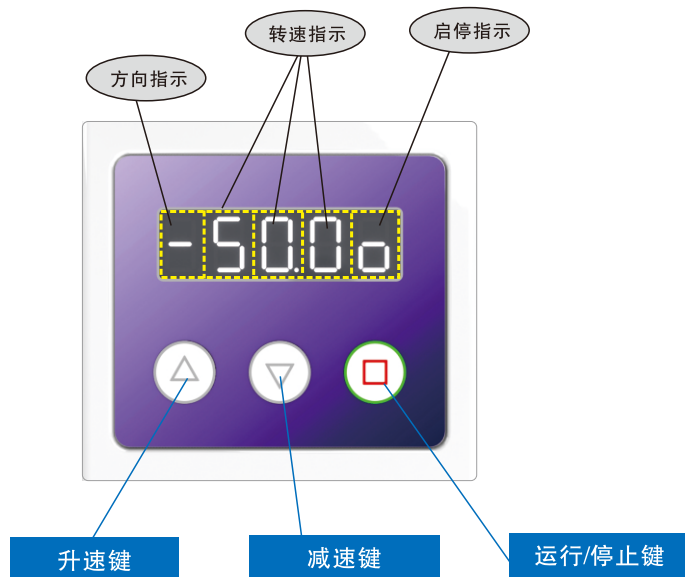 转速指示
启停指示
方向指示
-50.0o
升速键
减速键
运行/停止键